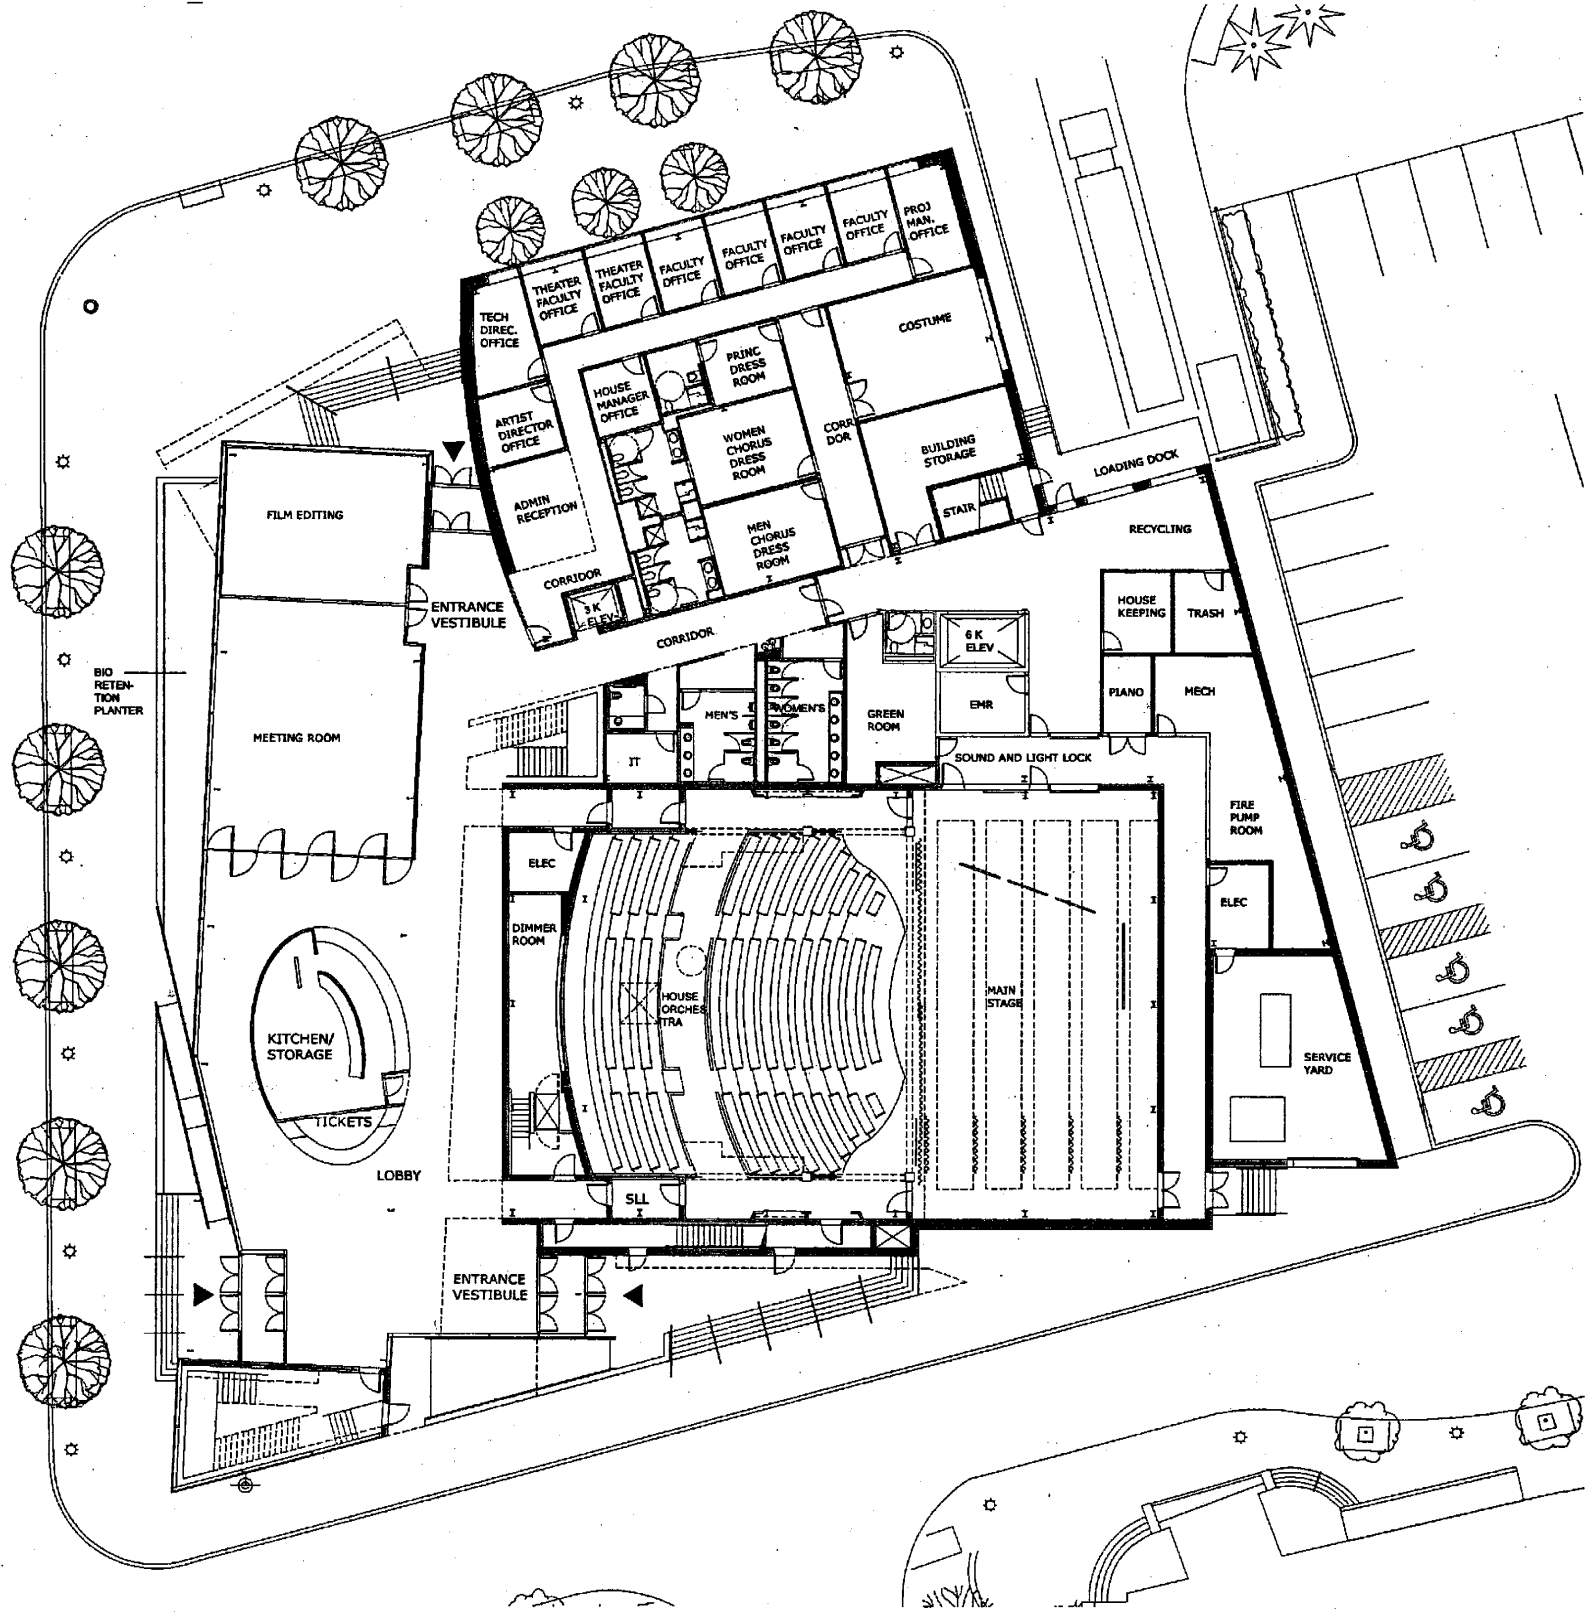 PROJ
MAN.
OFFICE
FACULTY
OFFICE
FACULTY
OFFICE
FACULTY
OFFICE
FACULTY
OFFICE
THEATER
FACULTY
OFFICE
THEATER
FACULTY
OFFICE
TECH
DIREC.
OFFICE
COSTUME
PRINC
DRESS
ROOM
HOUSE
MANAGER
OFFICE
ARTIST
DIRECTOR
OFFICE
WOMEN
CHORUS
DRESS
ROOM
CORRI
DOR
BUILDING
STORAGE
LOADING DOCK
ADMIN
RECEPTION
STAIR
FILM EDITING
MEN
CHORUS
DRESS
ROOM
RECYCLING
CORRIDOR
3 K
ELEV
ENTRANCE
VESTIBULE
HOUSE
KEEPING
TRASH
CORRIDOR
6 K
ELEV
BIO
RETEN-
TION
PLANTER
PIANO
MECH
EMR
MEN'S
WOMEN'S
GREEN
ROOM
MEETING ROOM
IT
SOUND AND LIGHT LOCK
FIRE
PUMP
ROOM
ELEC
ELEC
DIMMER
ROOM
HOUSE
ORCHES
TRA
MAIN
STAGE
KITCHEN/
STORAGE
SERVICE
YARD
TICKETS
LOBBY
SLL
ENTRANCE
VESTIBULE